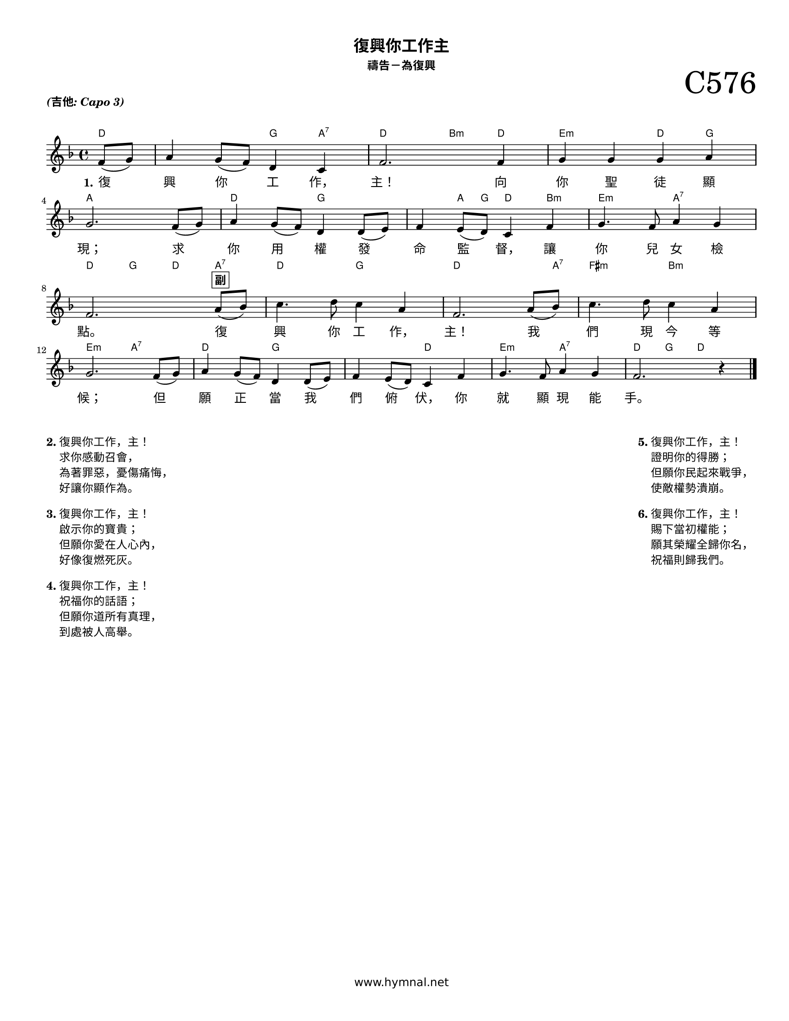 復興你工作主
禱告－為復興
C576
(吉他: Capo 3)
D G A7 D Bm D Em D G
1. 復 興 你 工 作， 主！ 向 你 聖 徒 顯
4 A D G A G D Bm Em A7
現； 求 你 用 權 發 命 監 督， 讓 你 兒 女 檢
D G D A7 D G D A7 F♯m Bm
副
8
點。 復 興 你 工 作， 主！ 我 們 現 今 等
12 Em A7 D G D Em A7 D G D
候； 但 願 正 當 我 們 俯 伏， 你 就 顯 現 能 手。
2. 復興你工作，主！
求你感動召會，
為著罪惡，憂傷痛悔，
好讓你顯作為。
3. 復興你工作，主！
啟示你的寶貴；
但願你愛在人心內，
好像復燃死灰。
4. 復興你工作，主！
祝福你的話語；
但願你道所有真理，
到處被人高舉。
5. 復興你工作，主！
證明你的得勝；
但願你民起來戰爭，
使敵權勢潰崩。
6. 復興你工作，主！
賜下當初權能；
願其榮耀全歸你名，
祝福則歸我們。
www.hymnal.net